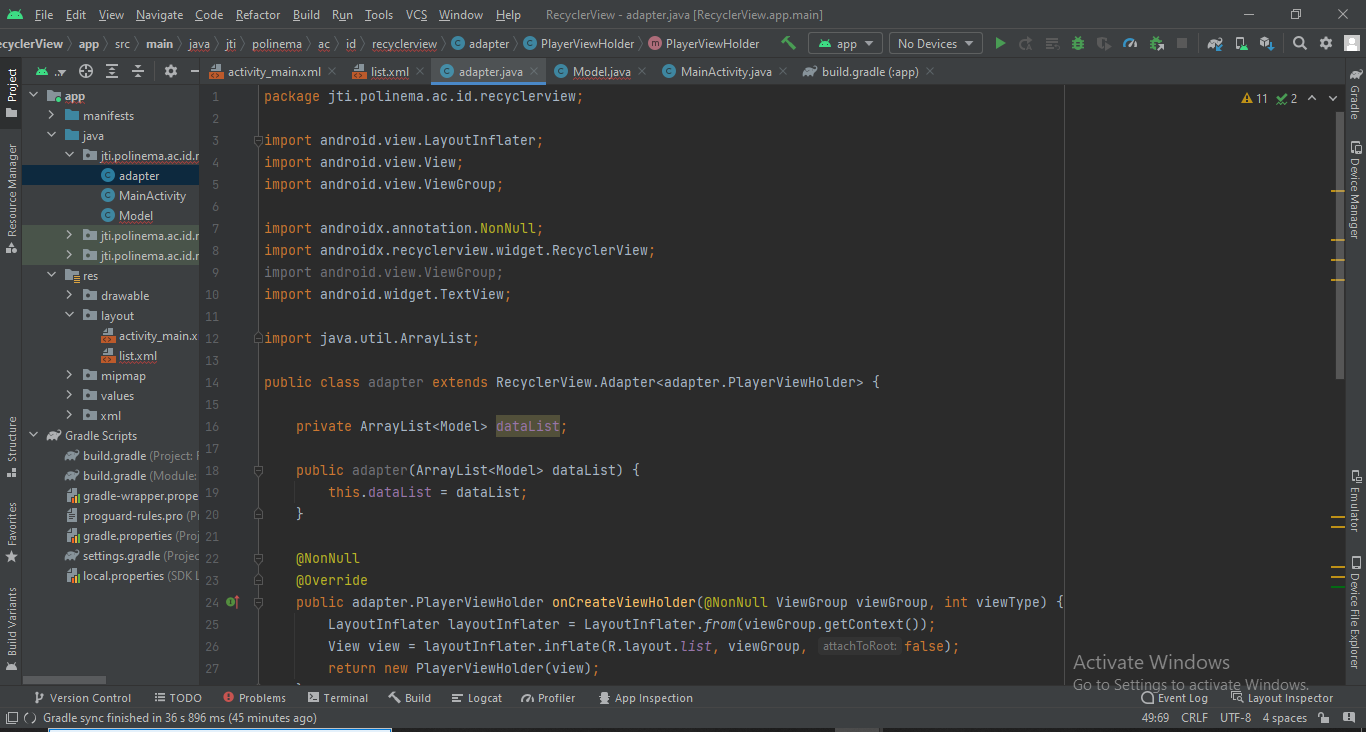 File Edit View Navigate Code Refactor Build Run Tools VCS Window Help RecyclerView - adapter.java [RecyclerView.app.main]
ecyclerView app src main java jti polinema ac id recyclerview adapter PlayerViewHolder PlayerViewHolder app No Devices
activity_main.xml list.xml adapter.java Model.java MainActivity.java build.gradle (:app)
Project
Resource Manager
Structure
Favorites
Build Variants
app
manifests
java
jti.polinema.ac.id.r
adapter
MainActivity
Model
jti.polinema.ac.id.r
jti.polinema.ac.id.r
res
drawable
layout
activity_main.x
list.xml
mipmap
values
xml
Gradle Scripts
build.gradle (Project: F
build.gradle (Module:
gradle-wrapper.prope
proguard-rules.pro (P
gradle.properties (Proj
settings.gradle (Projec
local.properties (SDK L
11 2
1 package jti.polinema.ac.id.recyclerview;
2
3 import android.view.LayoutInflater;
4 import android.view.View;
5 import android.view.ViewGroup;
6
7 import androidx.annotation.NonNull;
8 import androidx.recyclerview.widget.RecyclerView;
9 import android.view.ViewGroup;
10 import android.widget.TextView;
11
12 import java.util.ArrayList;
13
14 public class adapter extends RecyclerView.Adapter<adapter.PlayerViewHolder> {
15
16 private ArrayList<Model> dataList;
17
18 public adapter(ArrayList<Model> dataList) {
19 this.dataList = dataList;
20 }
21
22 @NonNull
23 @Override
24 public adapter.PlayerViewHolder onCreateViewHolder(@NonNull ViewGroup viewGroup, int viewType) {
25 LayoutInflater layoutInflater = LayoutInflater.from(viewGroup.getContext());
26 View view = layoutInflater.inflate(R.layout.list, viewGroup, attachToRoot: false);
27 return new PlayerViewHolder(view);
Gradle
Device Manager
Emulator
Device File Explorer
Activate Windows
Go to Settings to activate Windows.
Version Control TODO Problems Terminal Build Logcat Profiler App Inspection Event Log Layout Inspector
Gradle sync finished in 36 s 896 ms (45 minutes ago) 49:69 CRLF UTF-8 4 spaces